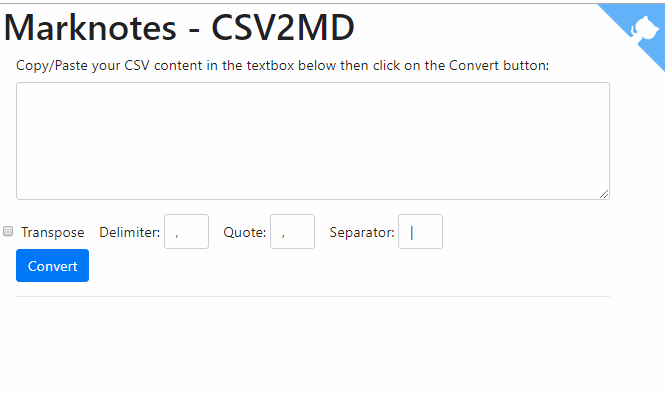 Marknotes - CSV2MD
Copy/Paste your CSV content in the textbox below then click on the Convert button:
Transpose Delimiter: , Quote: , Separator: |
Convert